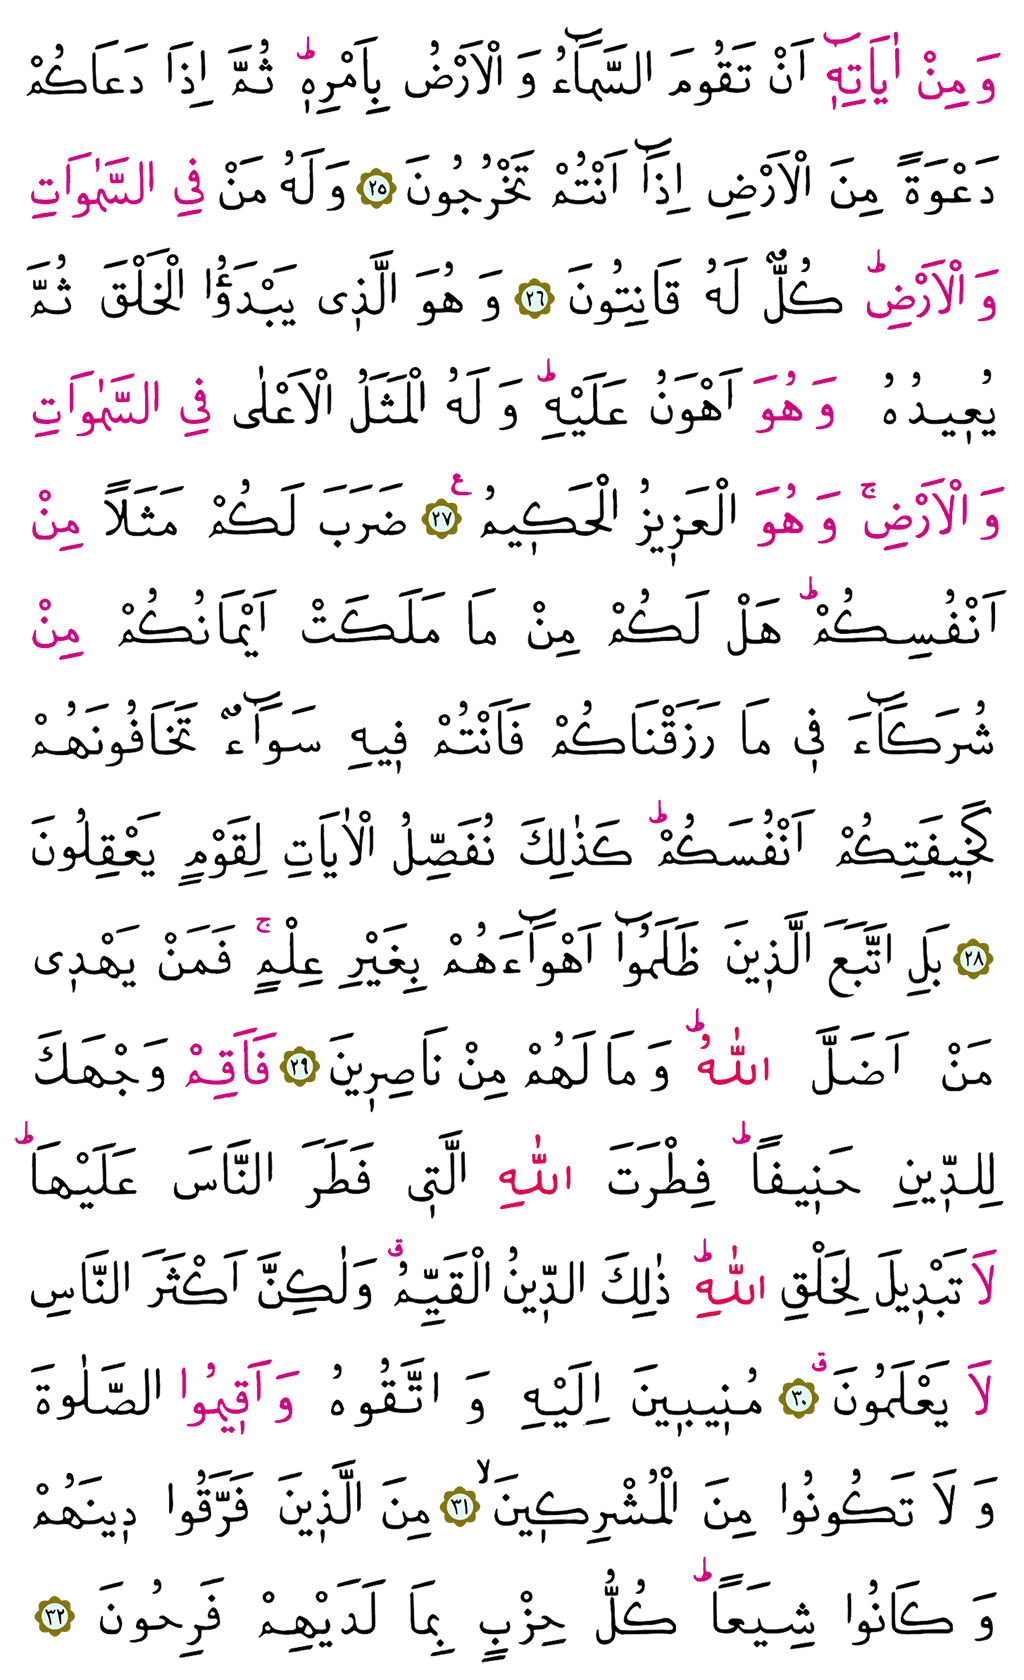 وَ مِنْ اٰيَاتِهٖٓ اَنْ تَقُومَ السَّمَٓاءُ وَ الْاَرْضُ بِاَمْرِهٖؕ ثُمَّ اِذَا دَعَاكُمْ
دَعْوَةً مِنَ الْاَرْضِ اِذَٓا اَنْتُمْ تَخْرُجُونَ ﴿٢٥﴾ وَ لَهُ مَنْ فِي السَّمٰوَاتِ
وَ الْاَرْضِؕ كُلٌّ لَهُ قَانِتُونَ ﴿٢٦﴾ وَ هُوَ الَّذٖى يَبْدَؤُا الْخَلْقَ ثُمَّ
يُعٖيدُهُ وَ هُوَ اَهْوَنُ عَلَيْهِؕ وَ لَهُ الْمَثَلُ الْاَعْلٰى فِي السَّمٰوَاتِ
وَ الْاَرْضِۚ وَ هُوَ الْعَزٖيزُ الْحَكٖيمُ ﴿٢٧﴾ ع ضَرَبَ لَكُمْ مَثَلًا مِنْ
اَنْفُسِكُمْؕ هَلْ لَكُمْ مِنْ مَا مَلَكَتْ اَيْمَانُكُمْ مِنْ
شُرَكَٓاءَ فٖى مَا رَزَقْنَاكُمْ فَاَنْتُمْ فٖيهِ سَوَٓاءٌ تَخَافُونَهُمْ
كَخٖيفَتِكُمْ اَنْفُسَكُمْؕ كَذٰلِكَ نُفَصِّلُ الْاٰيَاتِ لِقَوْمٍ يَعْقِلُونَ
﴿٢٨﴾ بَلِ اتَّبَعَ الَّذٖينَ ظَلَمُٓوا اَهْوَٓاءَهُمْ بِغَيْرِ عِلْمٍۚ فَمَنْ يَهْدٖى
مَنْ اَضَلَّ اللّٰهُؕ وَ مَا لَهُمْ مِنْ نَاصِرٖينَ ﴿٢٩﴾ فَاَقِمْ وَجْهَكَ
لِلدّٖينِ حَنٖيفًاؕ فِطْرَتَ اللّٰهِ الَّتٖى فَطَرَ النَّاسَ عَلَيْهَاؕ
لَا تَبْدٖيلَ لِخَلْقِ اللّٰهِؕ ذٰلِكَ الدّٖينُ الْقَيِّمُۗ وَلٰكِنَّ اَكْثَرَ النَّاسِ
لَا يَعْلَمُونَۗ ﴿٣٠﴾ مُنٖيبٖينَ اِلَيْهِ وَ اتَّقُوهُ وَ اَقٖيمُوا الصَّلٰوةَ
وَ لَا تَكُونُوا مِنَ الْمُشْرِكٖينَۙ ﴿٣١﴾ مِنَ الَّذٖينَ فَرَّقُوا دٖينَهُمْ
وَ كَانُوا شِيَعًاؕ كُلُّ حِزْبٍ بِمَا لَدَيْهِمْ فَرِحُونَ ﴿٣٢﴾